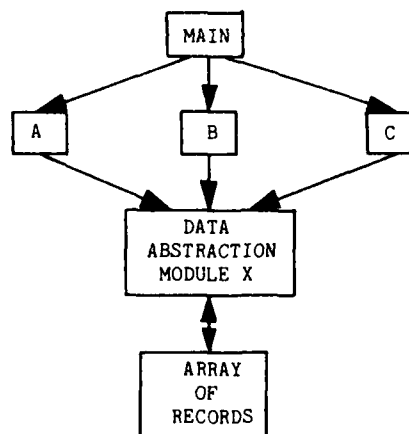 MAIN
A
B
C
DATA
ABSTRACTION
MODULE X
ARRAY
OF
RECORDS